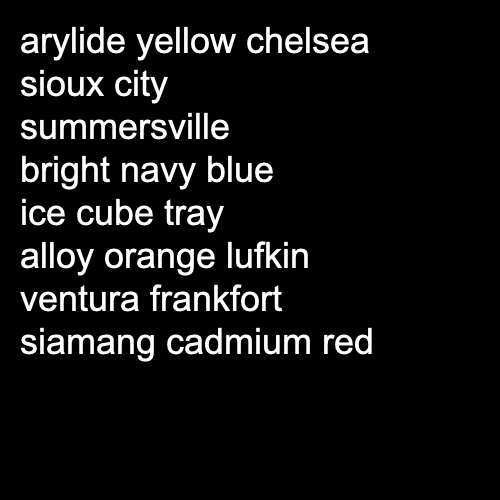 arylide yellow chelsea
sioux city
summersville
bright navy blue
ice cube tray
alloy orange lufkin
ventura frankfort
siamang cadmium red